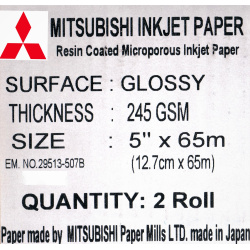 MITSUBISHI INKJET PAPER
Resin Coated Microporous Inkjet Paper
SURFACE : GLOSSY
THICKNESS : 245 GSM
SIZE : 5" x 65m
EM. NO.29513-507B (12.7cm x 65m)
QUANTITY: 2 Roll
Paper made by MITSUBISHI Paper Mills LTD. made in Japan